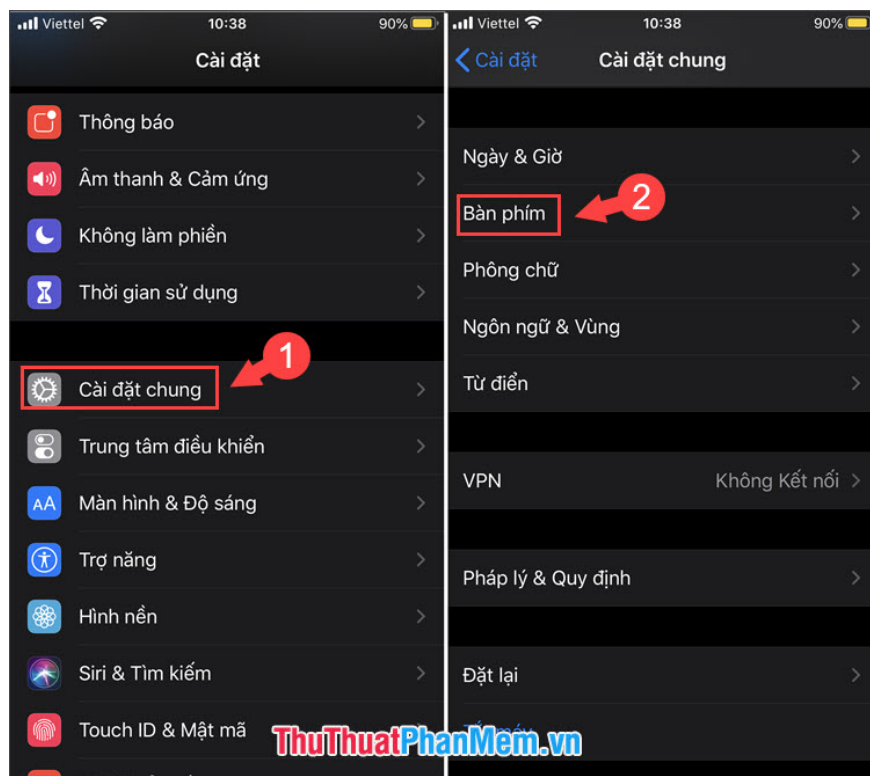 Viettel 10:38 90%
Cài đặt
Thông báo
Âm thanh & Cảm ứng
Không làm phiền
Thời gian sử dụng
1
Cài đặt chung
Trung tâm điều khiển
AA Màn hình & Độ sáng
Trợ năng
Hình nền
Siri & Tìm kiếm
Touch ID & Mật mã
Viettel 10:38 90%
Cài đặt Cài đặt chung
Ngày & Giờ
2
Bàn phím
Phông chữ
Ngôn ngữ & Vùng
Từ điển
VPN Không Kết nối
Pháp lý & Quy định
Đặt lại
ThuThuatPhanMem.vn